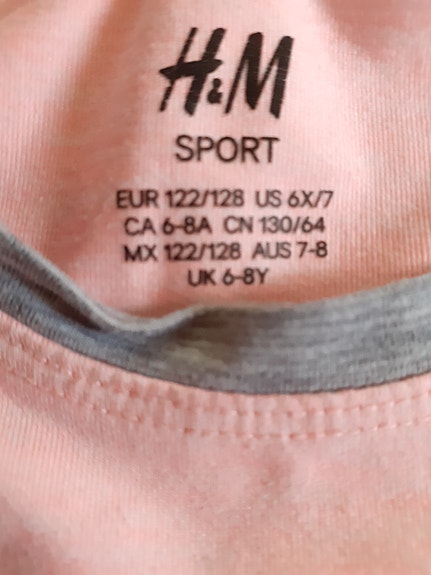 H&M
SPORT
EUR 122/128 US 6X/7
CA 6-8A CN 130/64
MX 122/128 AUS 7-8
UK 6-8Y